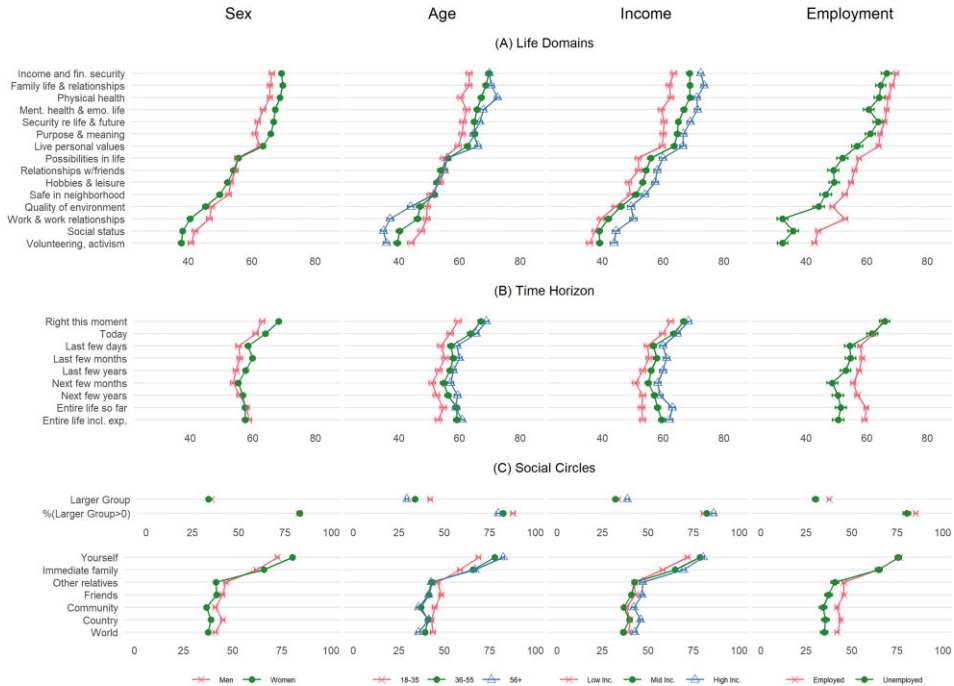 Sex Age Income Employment
(A) Life Domains
Income and fin. security
Family life & relationships
Physical health
Ment. health & emo. life
Security re life & future
Purpose & meaning
Live personal values
Possibilities in life
Relationships w/friends
Hobbies & leisure
Safe in neighborhood
Quality of environment
Work & work relationships
Social status
Volunteering, activism
40 60 80 40 60 80 40 60 80 40 60 80
(B) Time Horizon
Right this moment
Today
Last few days
Last few months
Last few years
Next few months
Next few years
Entire life so far
Entire life incl. exp.
40 60 80 40 60 80 40 60 80 40 60 80
(C) Social Circles
Larger Group
%(Larger Group>0)
0 25 50 75 100 0 25 50 75 100 0 25 50 75 100 0 25 50 75 100
Yourself
Immediate family
Other relatives
Friends
Community
Country
World
0 25 50 75 100 0 25 50 75 100 0 25 50 75 100 0 25 50 75 100
Men Women 18-35 36-55 56+ Low Inc. Mid Inc. High Inc. Employed Unemployed